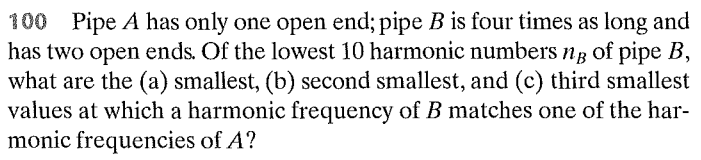 100 Pipe A has only one open end; pipe B is four times as long and
has two open ends. Of the lowest 10 harmonic numbers n_B of pipe B,
what are the (a) smallest, (b) second smallest, and (c) third smallest
values at which a harmonic frequency of B matches one of the har-
monic frequencies of A?